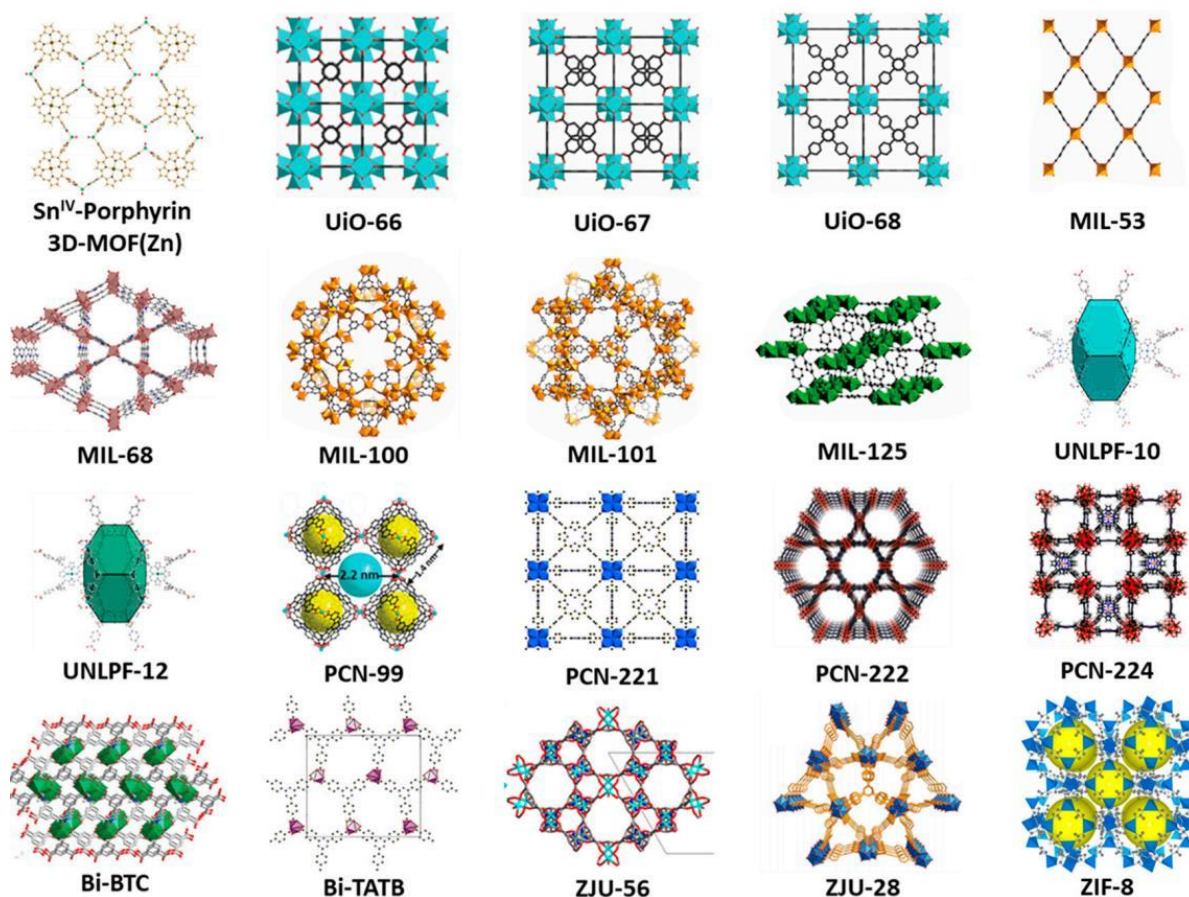 Snᴵⱽ-Porphyrin
3D-MOF(Zn)
UiO-66
UiO-67
UiO-68
MIL-53
MIL-68
MIL-100
MIL-101
MIL-125
UNLPF-10
UNLPF-12
2.2 nm
PCN-99
PCN-221
PCN-222
PCN-224
Bi-BTC
Bi-TATB
ZJU-56
ZJU-28
ZIF-8